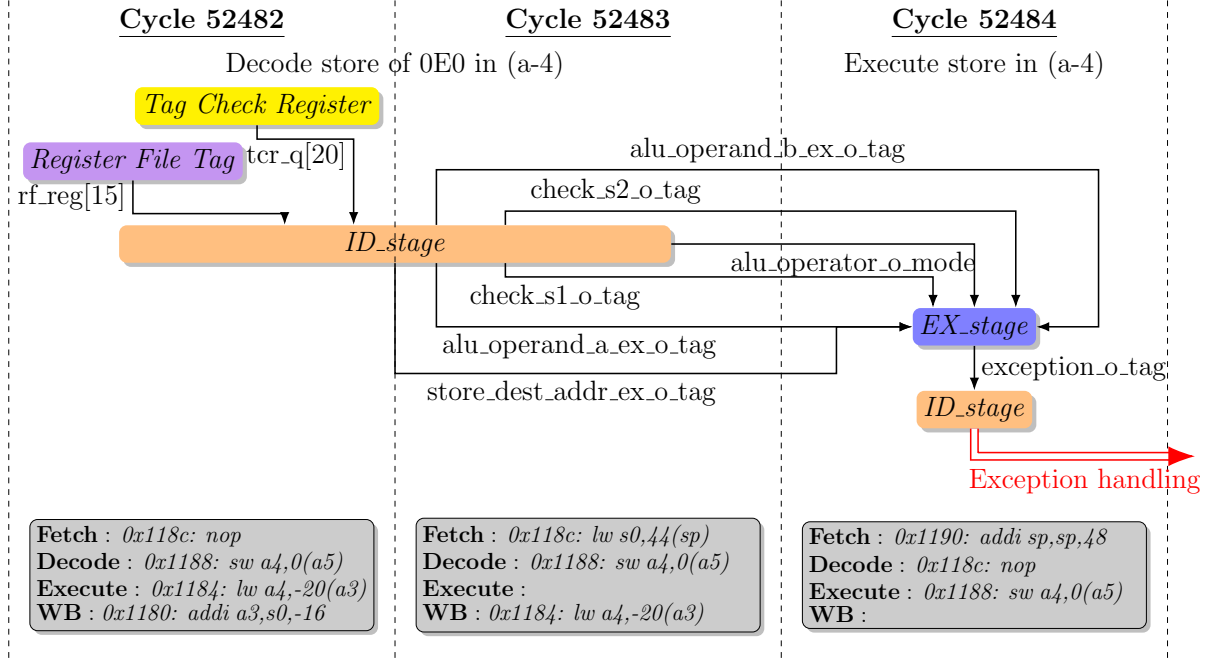 Cycle 52482
Cycle 52483
Cycle 52484
Decode store of 0E0 in (a-4)
Execute store in (a-4)
Tag Check Register
Register File Tag
tcr_q[20]
rf_reg[15]
alu_operand_b_ex_o_tag
check_s2_o_tag
ID_stage
alu_operator_o_mode
check_s1_o_tag
EX_stage
alu_operand_a_ex_o_tag
exception_o_tag
store_dest_addr_ex_o_tag
ID_stage
Exception handling
Fetch : 0x118c: nop
Decode : 0x1188: sw a4,0(a5)
Execute : 0x1184: lw a4,-20(a3)
WB : 0x1180: addi a3,s0,-16
Fetch : 0x118c: lw s0,44(sp)
Decode : 0x1188: sw a4,0(a5)
Execute :
WB : 0x1184: lw a4,-20(a3)
Fetch : 0x1190: addi sp,sp,48
Decode : 0x118c: nop
Execute : 0x1188: sw a4,0(a5)
WB :